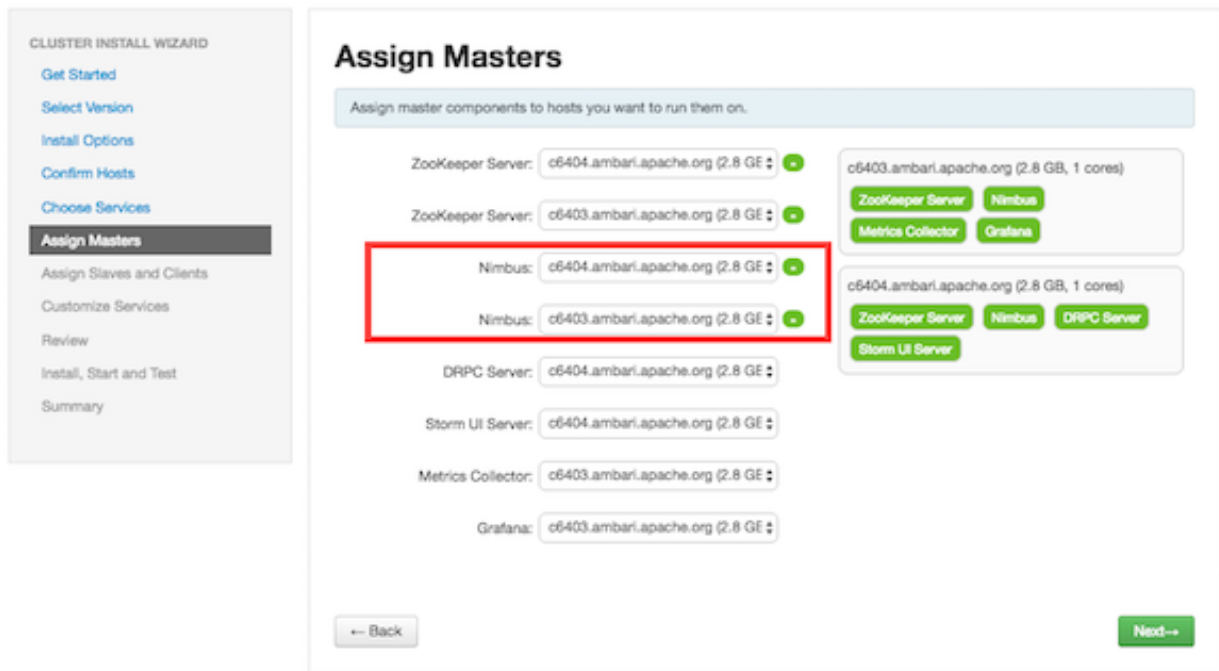 CLUSTER INSTALL WIZARD
Get Started
Select Version
Install Options
Confirm Hosts
Choose Services
Assign Masters
Assign Slaves and Clients
Customize Services
Review
Install, Start and Test
Summary
Assign Masters
Assign master components to hosts you want to run them on.
ZooKeeper Server: c6404.ambari.apache.org (2.8 GE
ZooKeeper Server: c6403.ambari.apache.org (2.8 GE
Nimbus: c6404.ambari.apache.org (2.8 GE
Nimbus: c6403.ambari.apache.org (2.8 GE
DRPC Server: c6404.ambari.apache.org (2.8 GE
Storm UI Server: c6404.ambari.apache.org (2.8 GE
Metrics Collector: c6403.ambari.apache.org (2.8 GE
Grafana: c6403.ambari.apache.org (2.8 GE
c6403.ambari.apache.org (2.8 GB, 1 cores)
ZooKeeper Server Nimbus
Metrics Collector Grafana
c6404.ambari.apache.org (2.8 GB, 1 cores)
ZooKeeper Server Nimbus DRPC Server
Storm UI Server
← Back
Next→